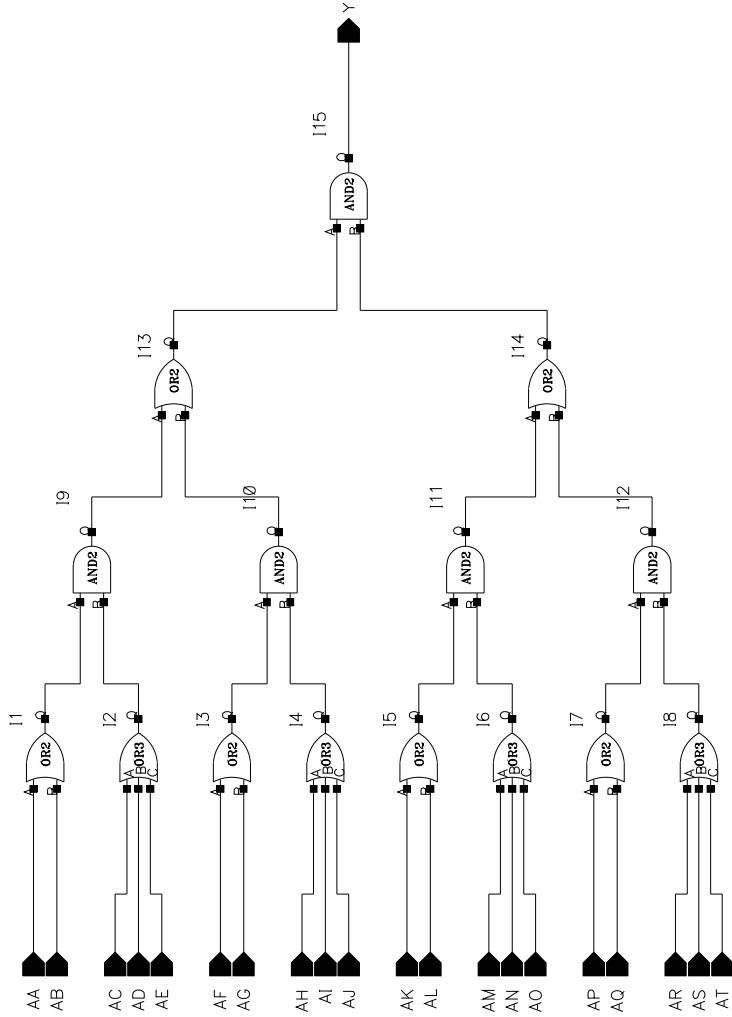 Y
I15
Q
AND2
A
B
I13
Q
OR2
A
B
I14
Q
OR2
A
B
I9
Q
AND2
A
B
I10
Q
AND2
A
B
I11
Q
AND2
A
B
I12
Q
AND2
A
B
I1
Q
OR2
A
B
I2
Q
OR3
A
B
C
I3
Q
OR2
A
B
I4
Q
OR3
A
B
C
I5
Q
OR2
A
B
I6
Q
OR3
A
B
C
I7
Q
OR2
A
B
I8
Q
OR3
A
B
C
AA
AB
AC
AD
AE
AF
AG
AH
AI
AJ
AK
AL
AM
AN
AO
AP
AQ
AR
AS
AT